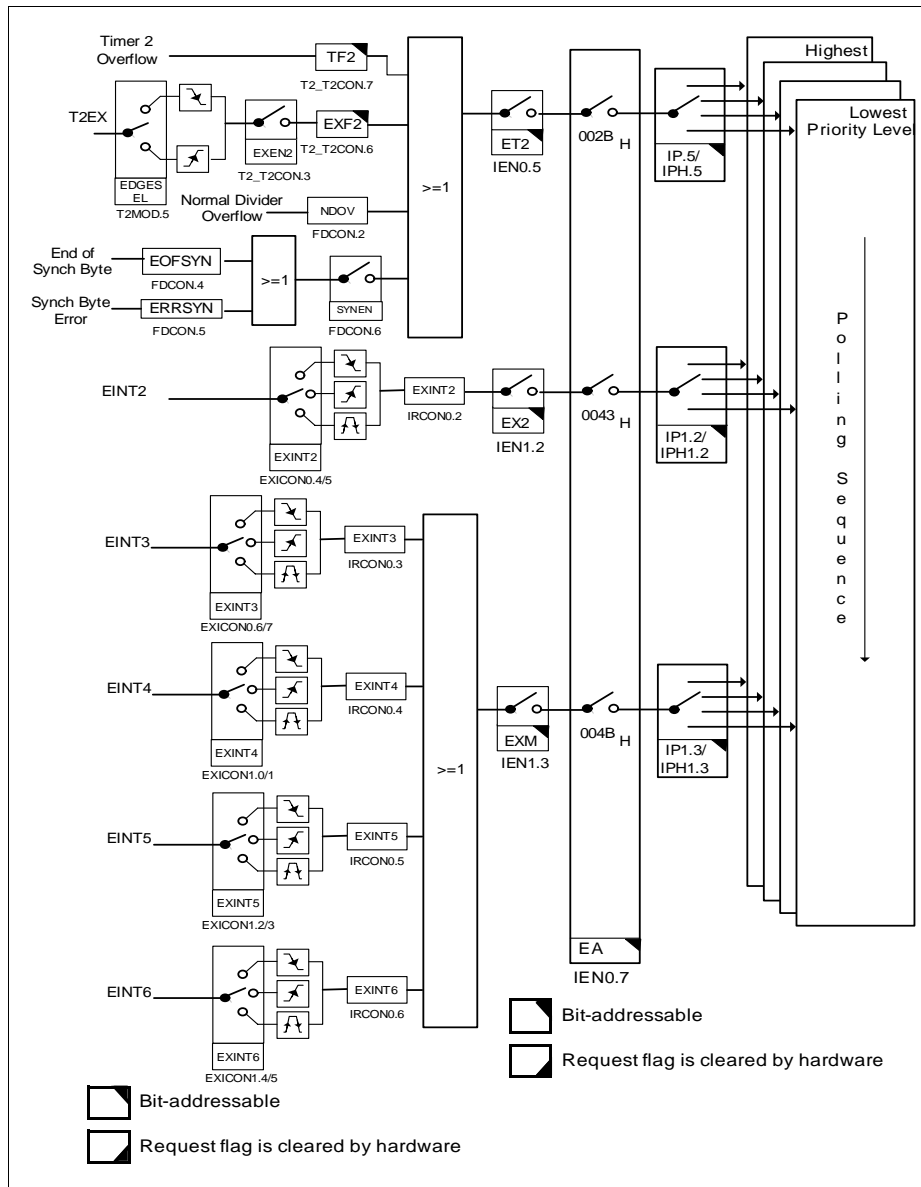 Timer 2
Overflow
TF2
T2_T2CON.7
T2EX
EDGES
EL
T2MOD.5
EXEN2
T2_T2CON.3
EXF2
T2_T2CON.6
Normal Divider
Overflow
NDOV
FDCON.2
End of
Synch Byte
EOFSYN
FDCON.4
Synch Byte
Error
ERRSYN
FDCON.5
>=1
SYNEN
FDCON.6
>=1
ET2
IEN0.5
002B H
IP.5/
IPH.5
Highest
Lowest
Priority Level
EINT2
EXINT2
EXICON0.4/5
EXINT2
IRCON0.2
EX2
IEN1.2
0043 H
IP1.2/
IPH1.2
EINT3
EXINT3
EXICON0.6/7
EXINT3
IRCON0.3
EINT4
EXINT4
EXICON1.0/1
EXINT4
IRCON0.4
EINT5
EXINT5
EXICON1.2/3
EXINT5
IRCON0.5
EINT6
EXINT6
EXICON1.4/5
EXINT6
IRCON0.6
>=1
EXM
IEN1.3
004B H
IP1.3/
IPH1.3
Polling Sequence
EA
IEN0.7
Bit-addressable
Request flag is cleared by hardware
Bit-addressable
Request flag is cleared by hardware